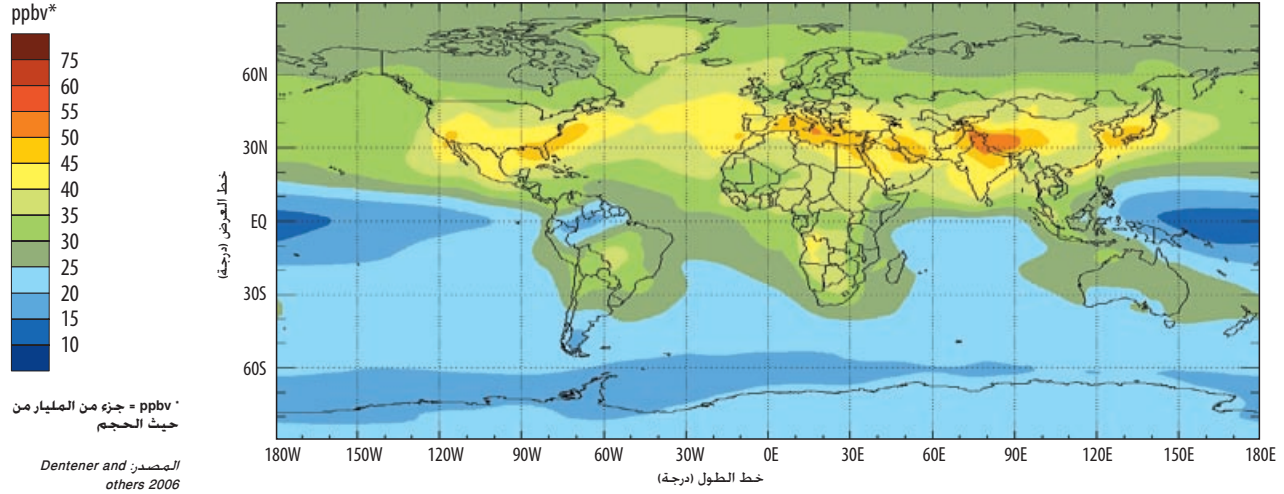 ppbv*
75
60
55
50
45
40
35
30
25
20
15
10
* ppbv = جزء من المليار من
حيث الحجم
المصدر: Dentener and
others 2006
خط العرض (درجة)
60N
30N
EQ
30S
60S
180W 150W 120W 90W 60W 30W 0E 30E 60E 90E 120E 150E 180E
خط الطول (درجة)